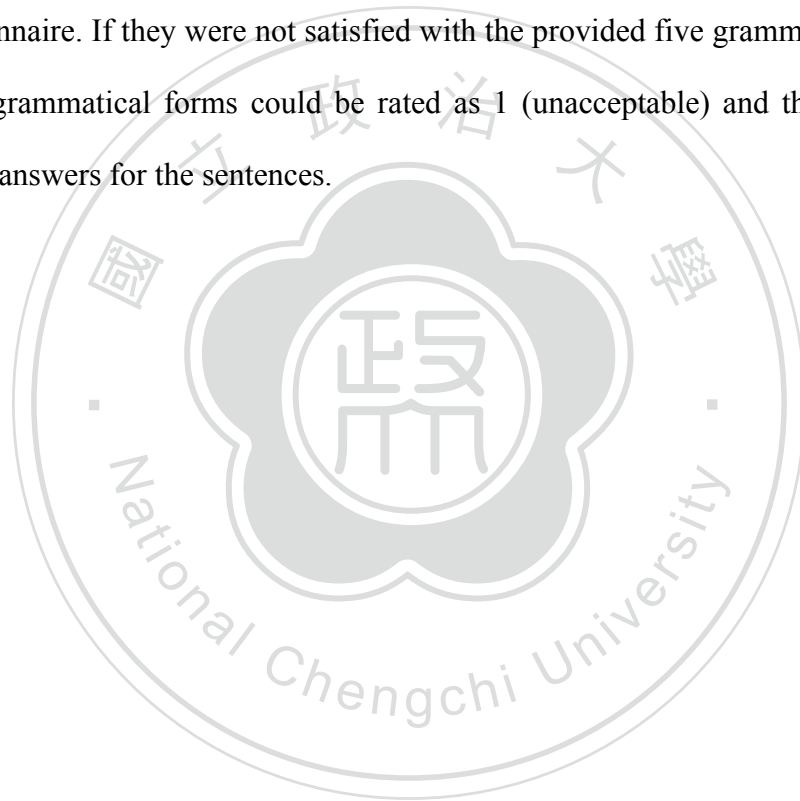 nnaire. If they were not satisfied with the provided five gramm
grammatical forms could be rated as 1 (unacceptable) and th
answers for the sentences.
國立政治大學
政大
National Chengchi University